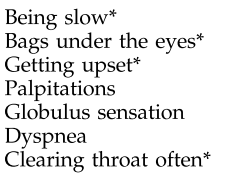 Being slow*
Bags under the eyes*
Getting upset*
Palpitations
Globulus sensation
Dyspnea
Clearing throat often*